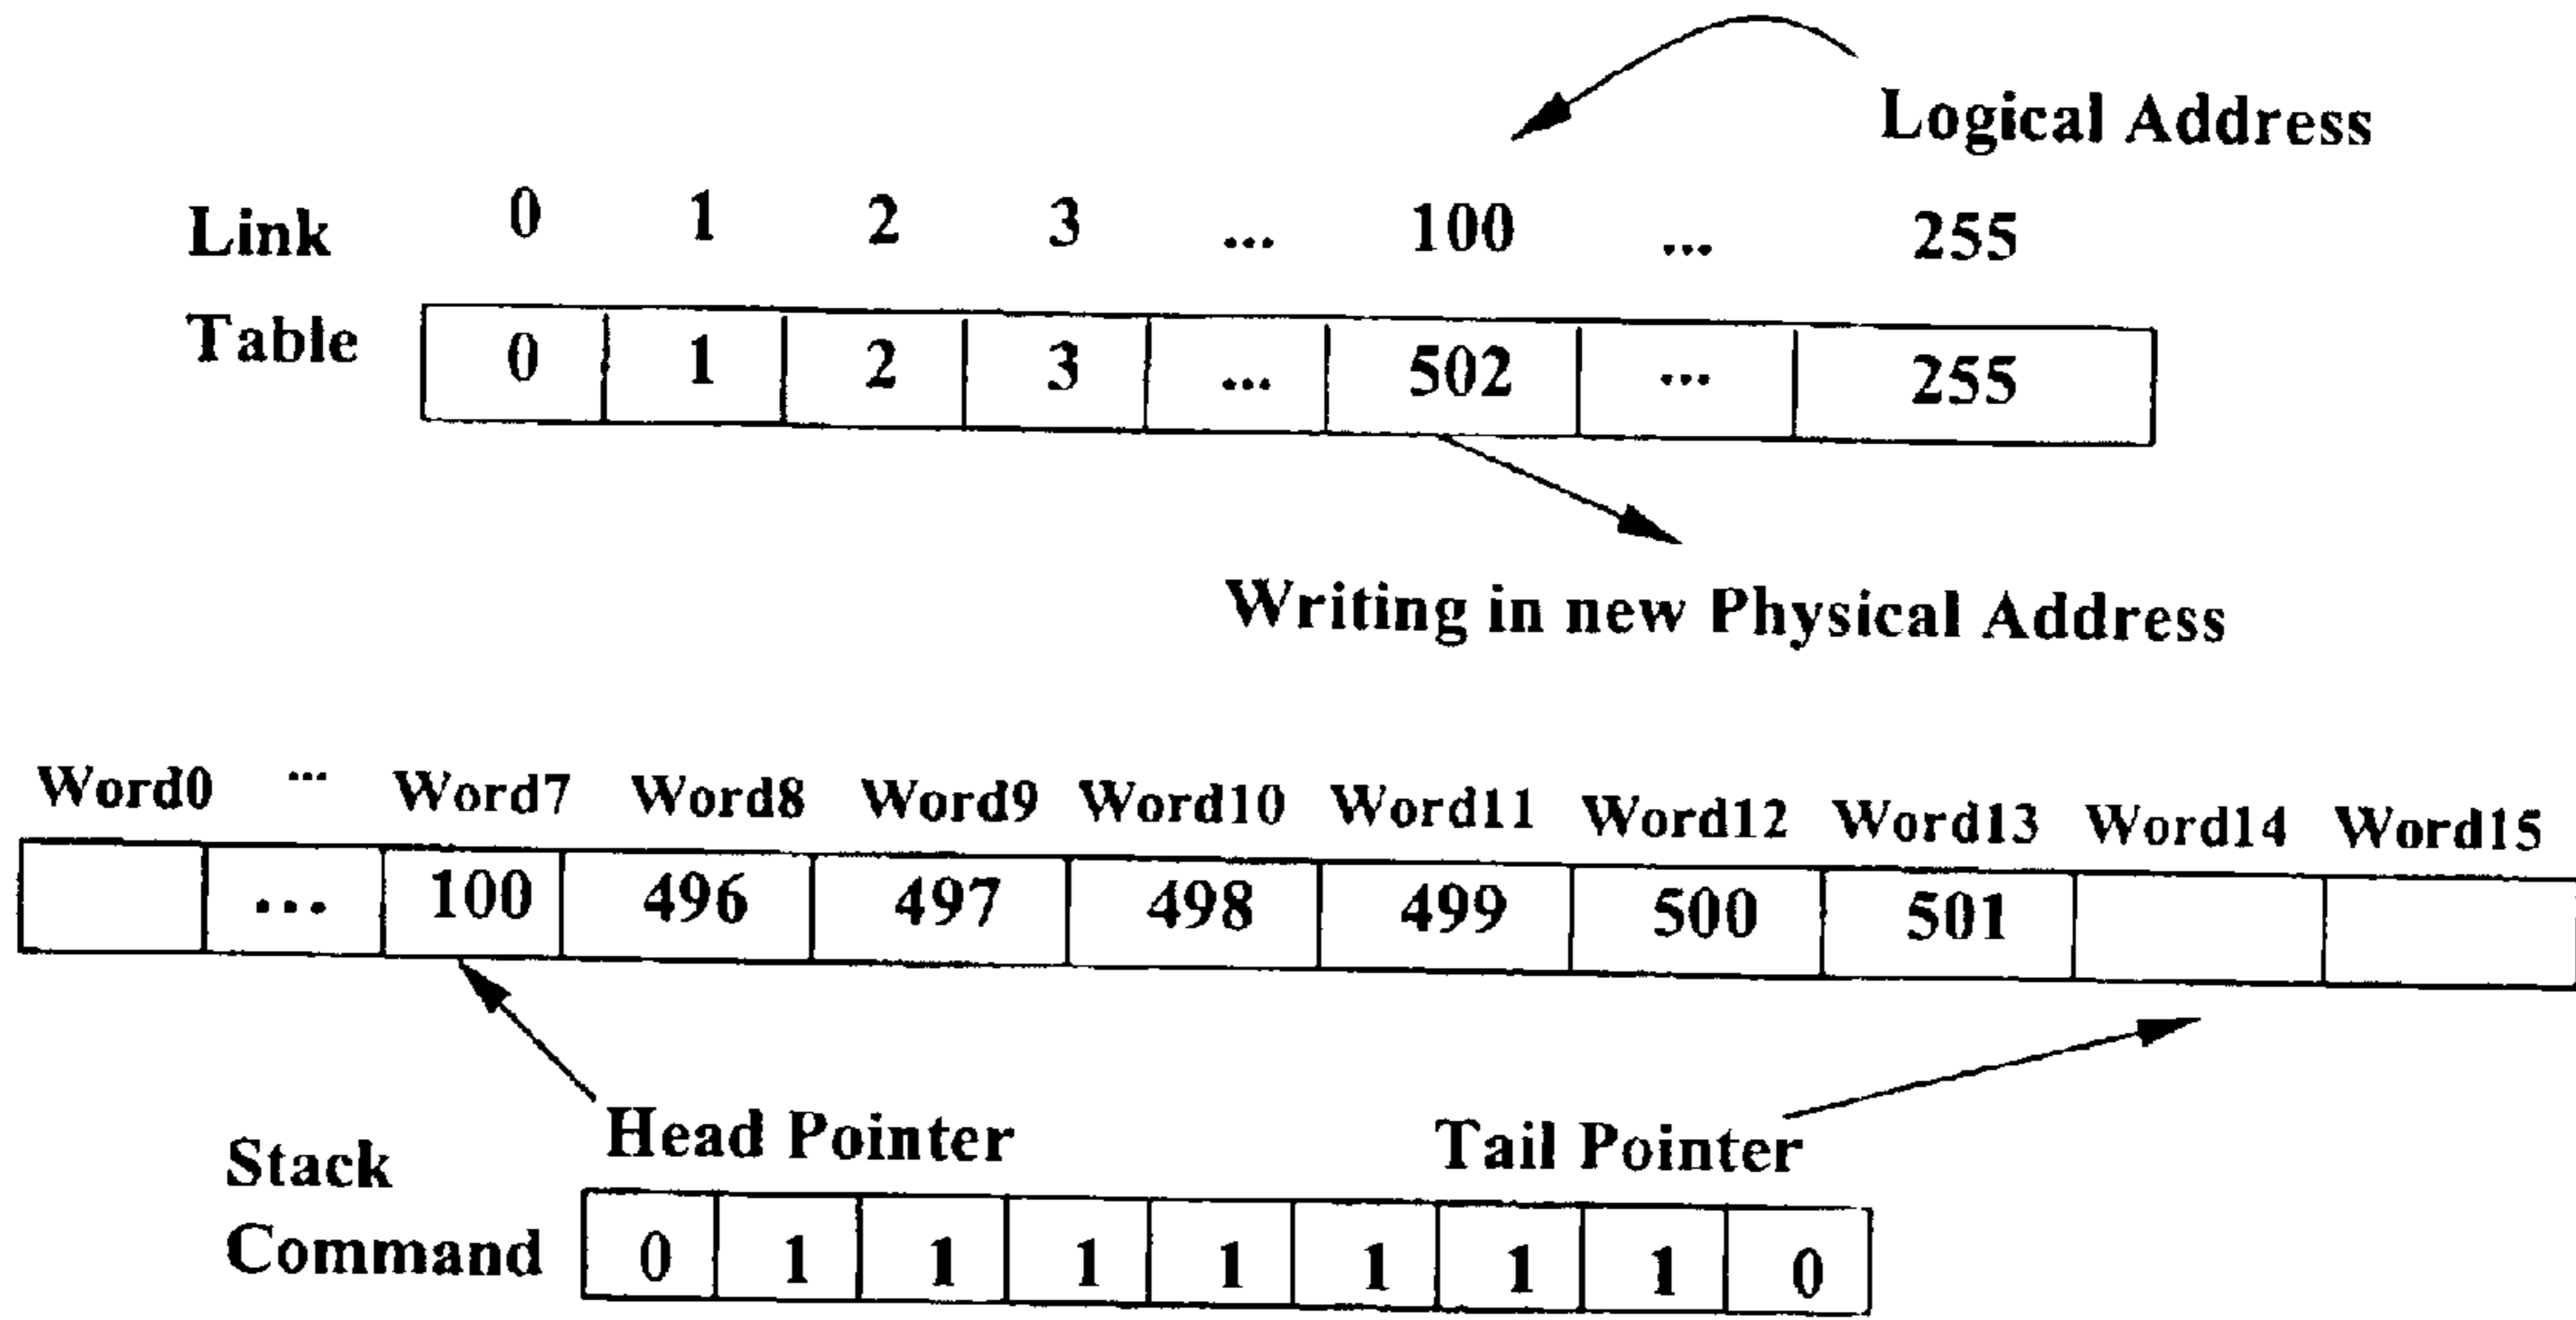 Logical Address
Link 0 1 2 3 ... 100 ... 255
Table 0 1 2 3 ... 502 ... 255
Writing in new Physical Address
Word0 ... Word7 Word8 Word9 Word10 Word11 Word12 Word13 Word14 Word15
... 100 496 497 498 499 500 501
Head Pointer Tail Pointer
Stack
Command 0 1 1 1 1 1 1 1 0